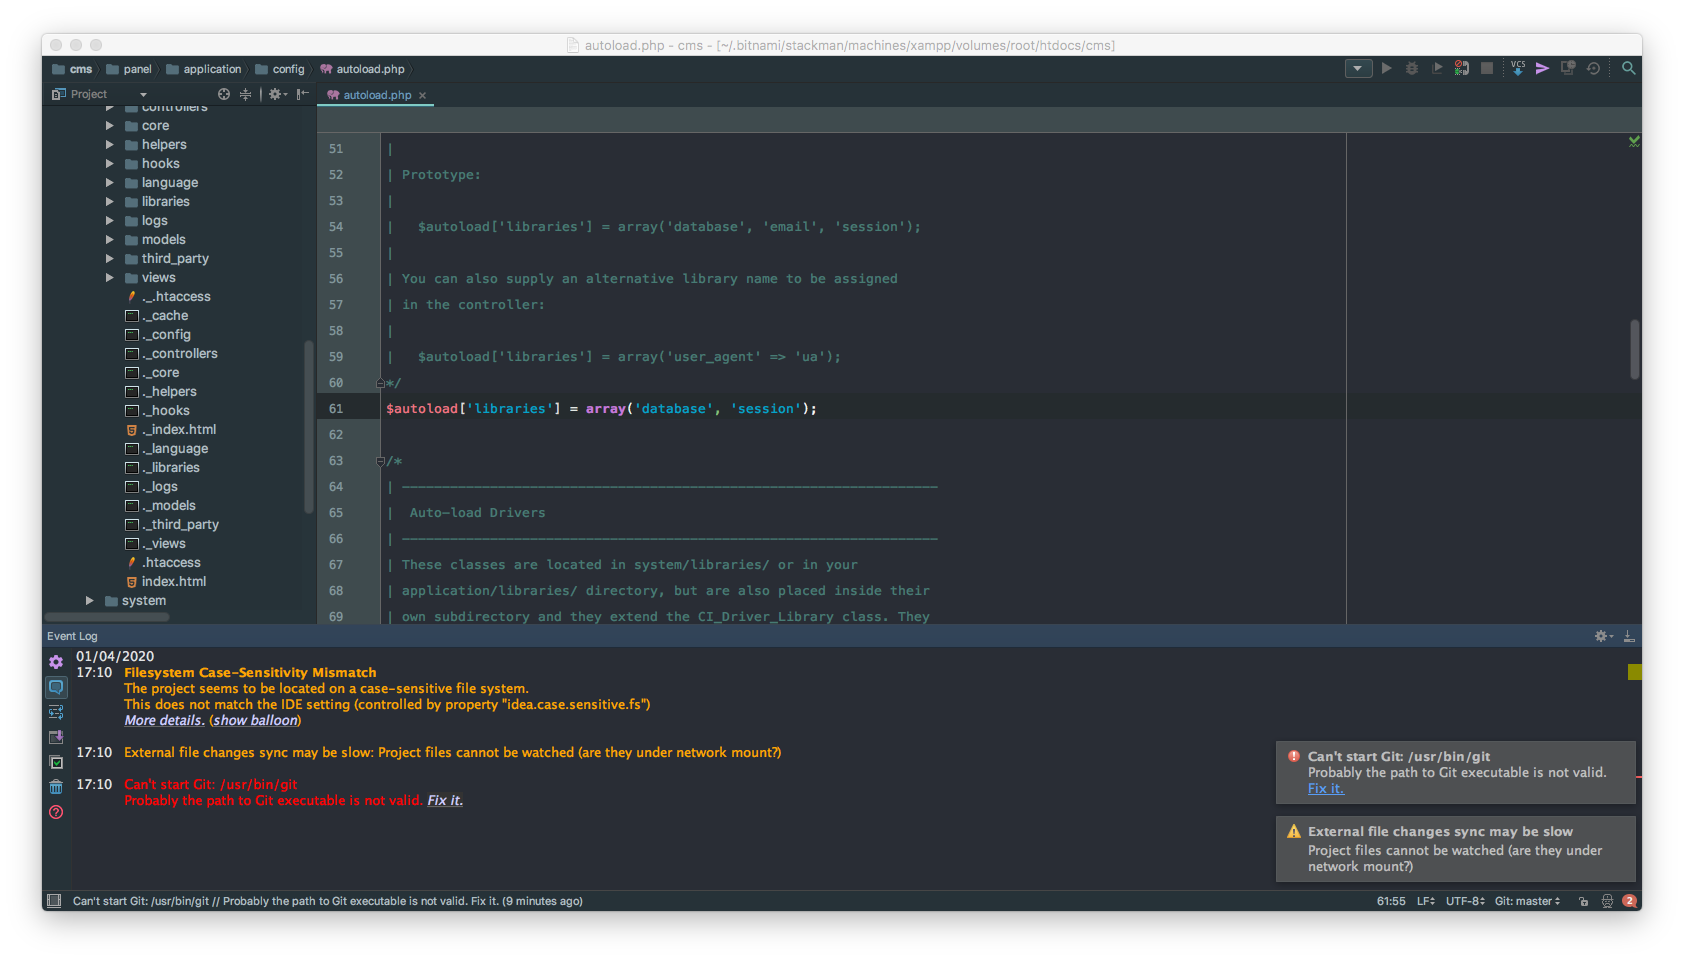 autoload.php - cms - [~/.bitnami/stackman/machines/xampp/volumes/root/htdocs/cms]
cms panel application config autoload.php
VCS
Project
autoload.php
controllers
core
helpers
hooks
language
libraries
logs
models
third_party
views
._.htaccess
._cache
._config
._controllers
._core
._helpers
._hooks
._index.html
._language
._libraries
._logs
._models
._third_party
._views
.htaccess
index.html
system
51 |
52 | Prototype:
53 |
54 |   $autoload['libraries'] = array('database', 'email', 'session');
55 |
56 | You can also supply an alternative library name to be assigned
57 | in the controller:
58 |
59 |   $autoload['libraries'] = array('user_agent' => 'ua');
60 */
61 $autoload['libraries'] = array('database', 'session');
62
63 /*
64 | -------------------------------------------------------------------
65 |  Auto-load Drivers
66 | -------------------------------------------------------------------
67 | These classes are located in system/libraries/ or in your
68 | application/libraries/ directory, but are also placed inside their
69 | own subdirectory and they extend the CI_Driver_Library class. They
Event Log
01/04/2020
17:10 Filesystem Case-Sensitivity Mismatch
The project seems to be located on a case-sensitive file system.
This does not match the IDE setting (controlled by property "idea.case.sensitive.fs")
More details. (show balloon)
17:10 External file changes sync may be slow: Project files cannot be watched (are they under network mount?)
17:10 Can't start Git: /usr/bin/git
Probably the path to Git executable is not valid. Fix it.
Can't start Git: /usr/bin/git
Probably the path to Git executable is not valid.
Fix it.
External file changes sync may be slow
Project files cannot be watched (are they under
network mount?)
Can't start Git: /usr/bin/git // Probably the path to Git executable is not valid. Fix it. (9 minutes ago)
61:55 LF UTF-8 Git: master 2